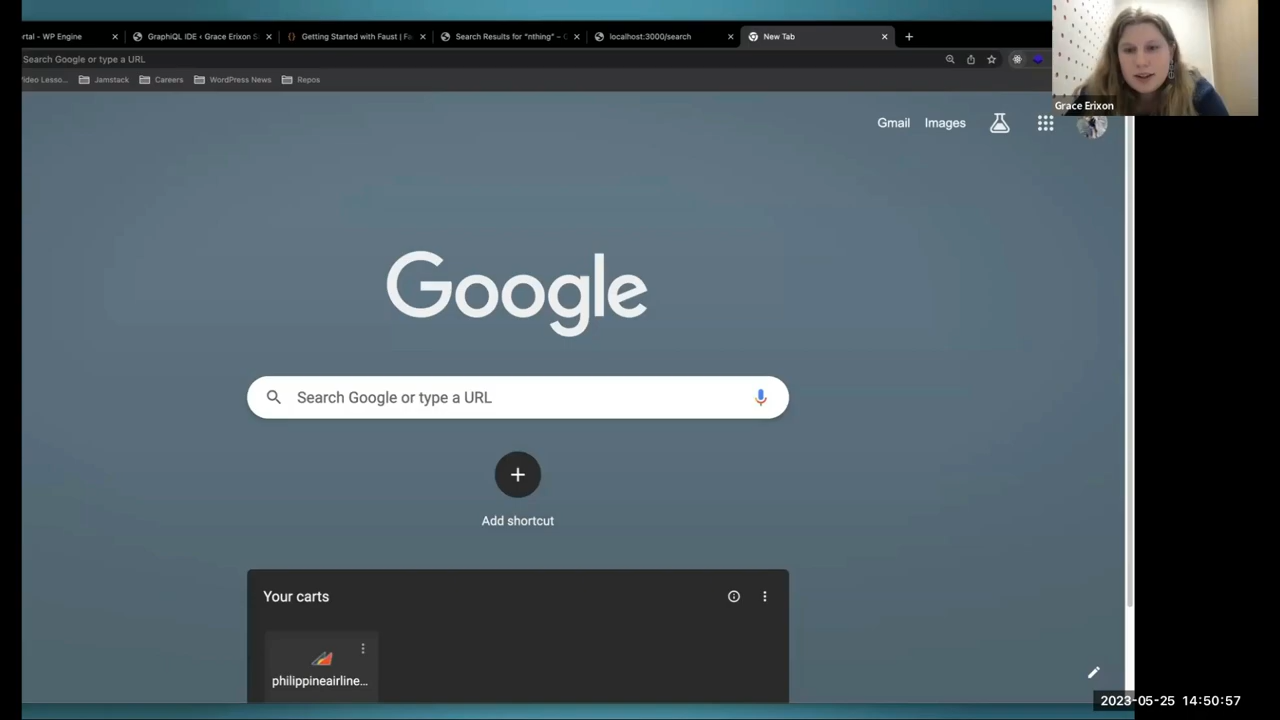 ortal - WP Engine
GraphiQL IDE ‹ Grace Erixon S
Getting Started with Faust | Fa
Search Results for "nthing" – 
localhost:3000/search
New Tab
Search Google or type a URL
ideo Lesso...
Jamstack
Careers
WordPress News
Repos
Grace Erixon
Gmail
Images
Google
Search Google or type a URL
Add shortcut
Your carts
philippineairline...
2023-05-25 14:50:57